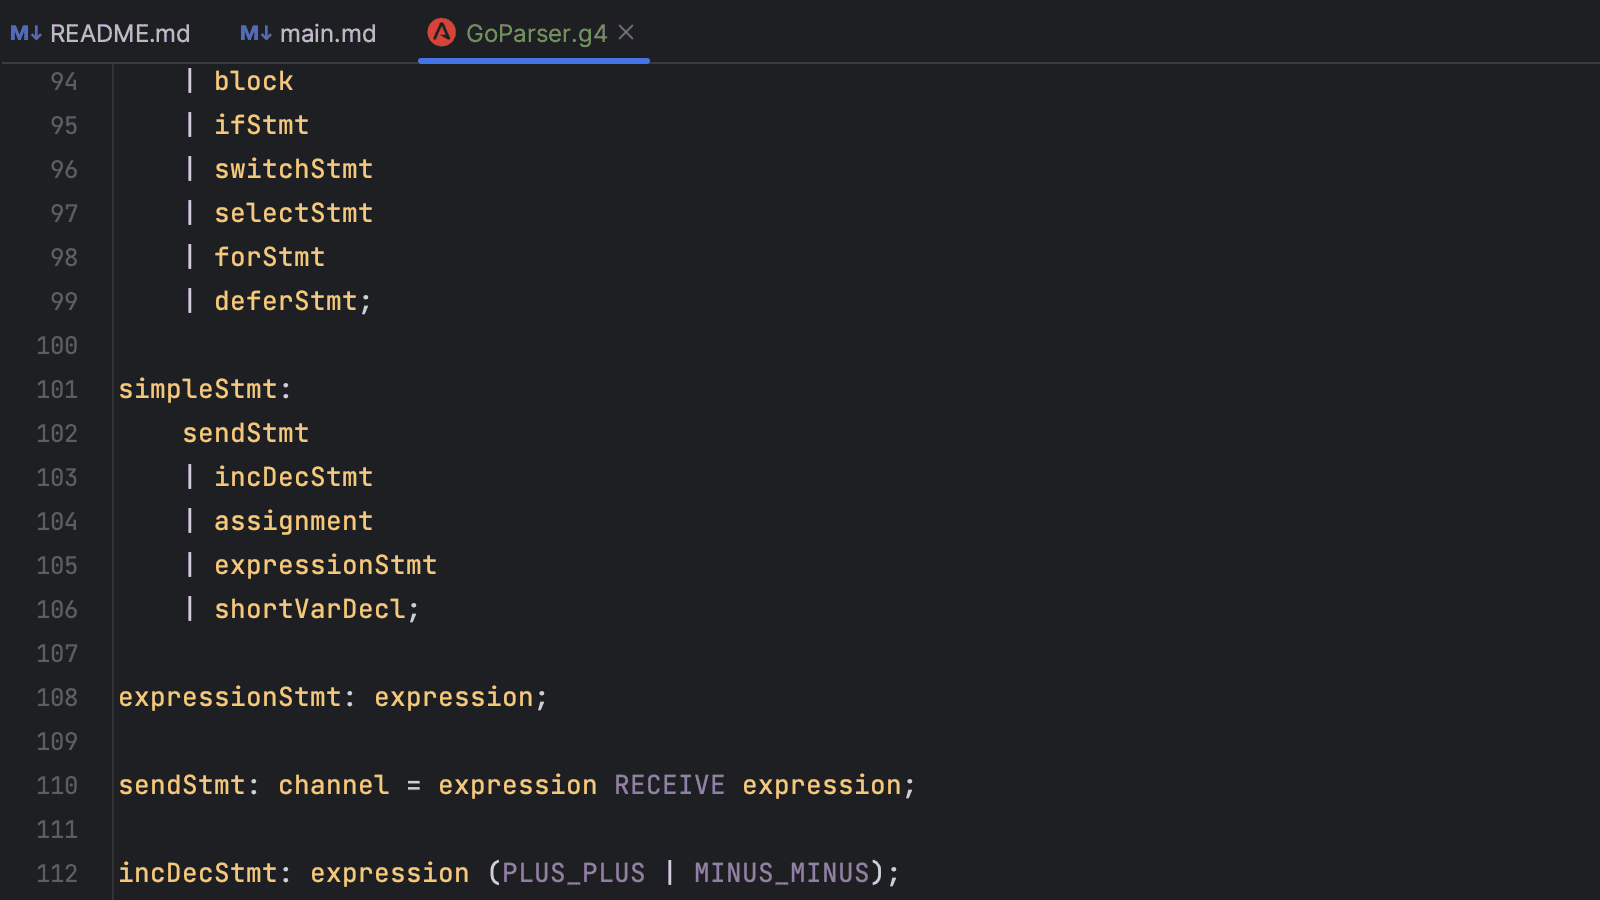 M↓ README.md M↓ main.md GoParser.g4
94 | block
95 | ifStmt
96 | switchStmt
97 | selectStmt
98 | forStmt
99 | deferStmt;
100
101 simpleStmt:
102 sendStmt
103 | incDecStmt
104 | assignment
105 | expressionStmt
106 | shortVarDecl;
107
108 expressionStmt: expression;
109
110 sendStmt: channel = expression RECEIVE expression;
111
112 incDecStmt: expression (PLUS_PLUS | MINUS_MINUS);